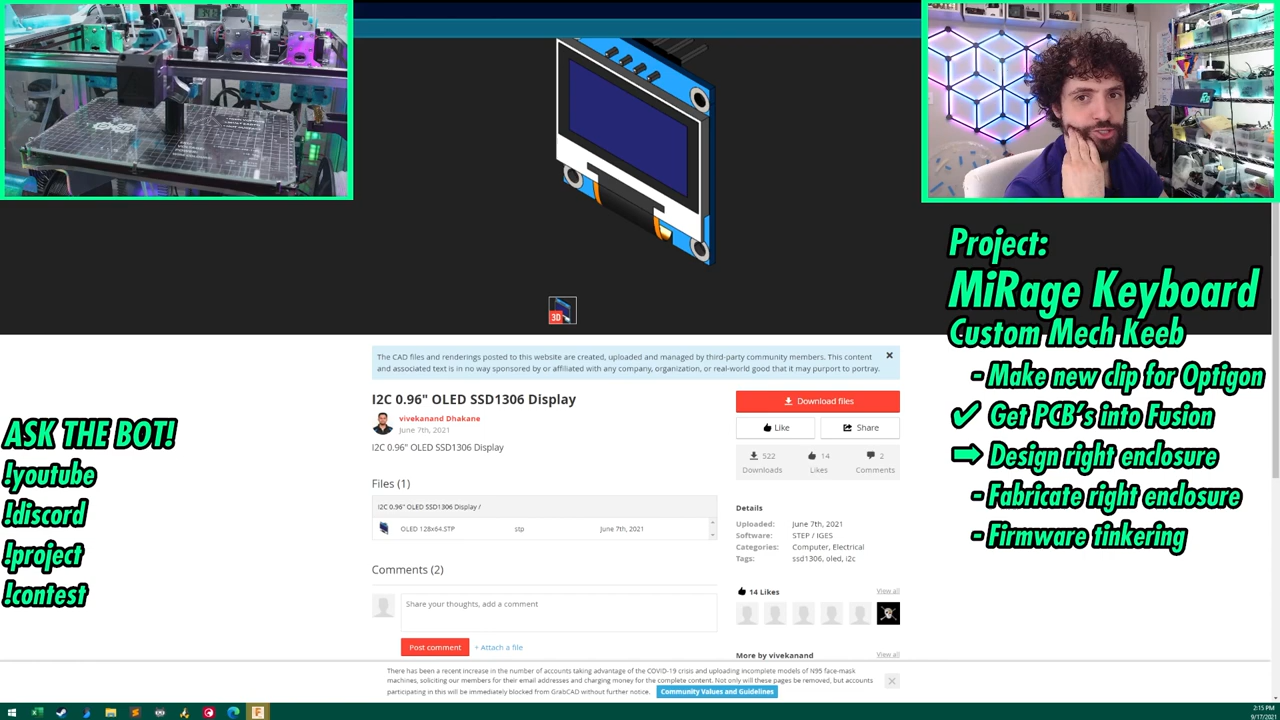 3D
The CAD files and renderings posted to this website are created, uploaded and managed by third-party community members. This content
and associated text is in no way sponsored by or affiliated with any company, organization, or real-world good that it may purport to portray.
I2C 0.96" OLED SSD1306 Display
vivekanand Dhakane
June 7th, 2021
I2C 0.96" OLED SSD1306 Display
Files (1)
I2C 0.96" OLED SSD1306 Display /
OLED 128x64.STP stp June 7th, 2021
Comments (2)
Share your thoughts, add a comment
Post comment + Attach a file
Download files
Like Share
522 14 2
Downloads Likes Comments
Details
Uploaded: June 7th, 2021
Software: STEP / IGES
Categories: Computer, Electrical
Tags: ssd1306, oled, i2c
14 Likes View all
More by vivekanand View all
There has been a recent increase in the number of accounts taking advantage of the COVID-19 crisis and uploading incomplete models of N95 face-mask
machines, soliciting our members for their email addresses and charging money for the complete content. Not only will these pages be removed, but accounts
participating in this will be immediately blocked from GrabCAD without further notice. Community Values and Guidelines
ASK THE BOT!
!youtube
!discord
!project
!contest
Project:
MiRage Keyboard
Custom Mech Keeb
- Make new clip for Optigon
✔ Get PCB's into Fusion
➡ Design right enclosure
- Fabricate right enclosure
- Firmware tinkering
2:15 PM
9/17/2021